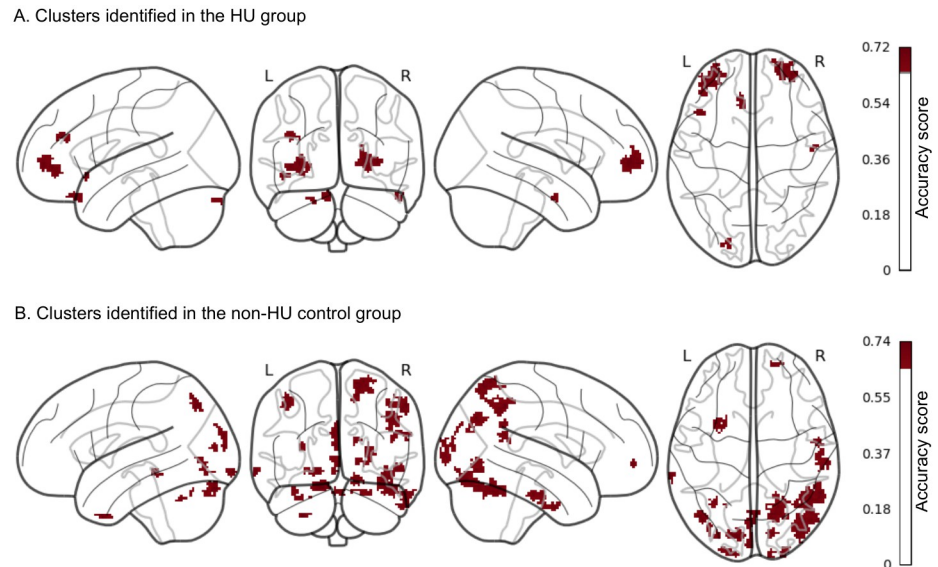 A. Clusters identified in the HU group
L R L R
0.72
0.54
0.36
0.18
0
Accuracy score
B. Clusters identified in the non-HU control group
L R L R
0.74
0.55
0.37
0.18
0
Accuracy score